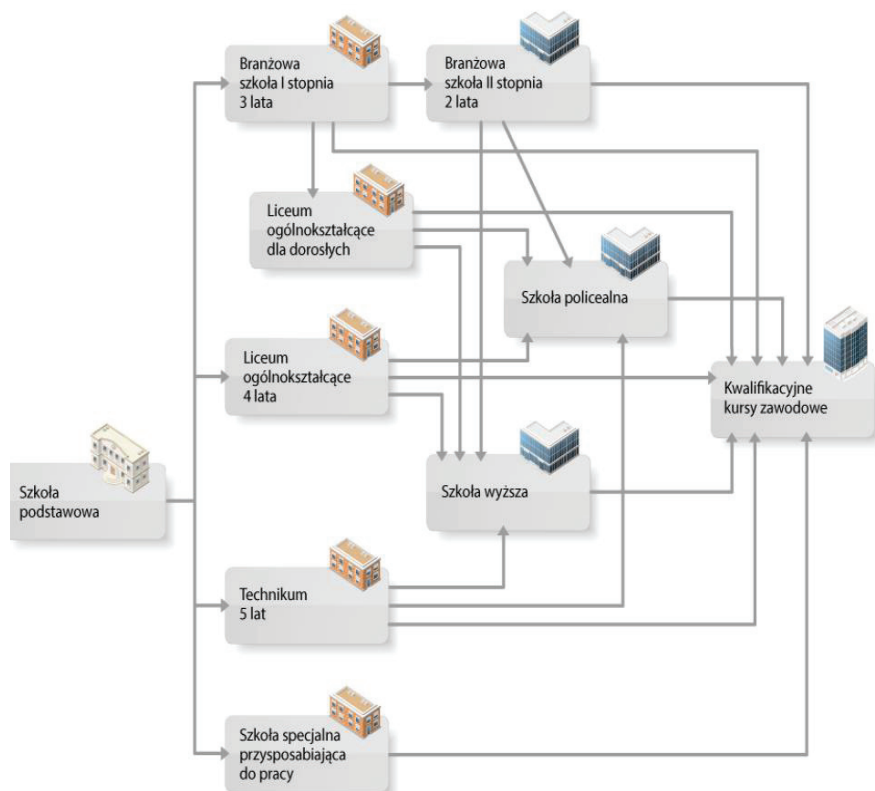 Branżowa
szkoła I stopnia
3 lata
Branżowa
szkoła II stopnia
2 lata
Liceum
ogólnokształcące
dla dorosłych
Szkoła policealna
Liceum
ogólnokształcące
4 lata
Kwalifikacyjne
kursy zawodowe
Szkoła
podstawowa
Szkoła wyższa
Technikum
5 lat
Szkoła specjalna
przysposabiająca
do pracy